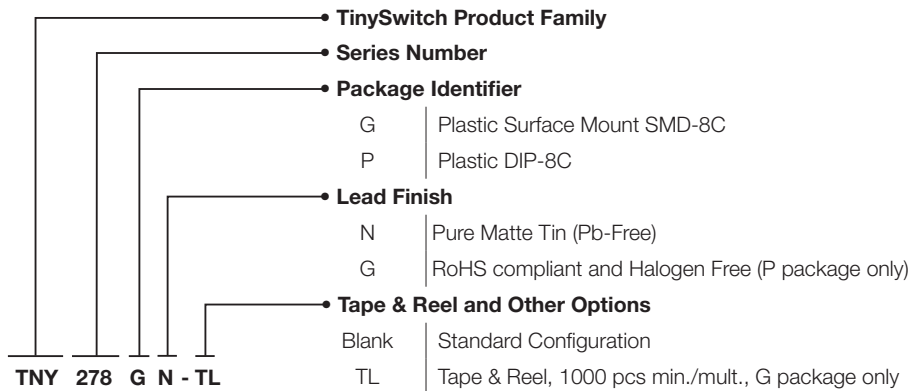 TinySwitch Product Family
Series Number
Package Identifier
G Plastic Surface Mount SMD-8C
P Plastic DIP-8C
Lead Finish
N Pure Matte Tin (Pb-Free)
G RoHS compliant and Halogen Free (P package only)
Tape & Reel and Other Options
Blank Standard Configuration
TNY 278 G N - TL
TL Tape & Reel, 1000 pcs min./mult., G package only